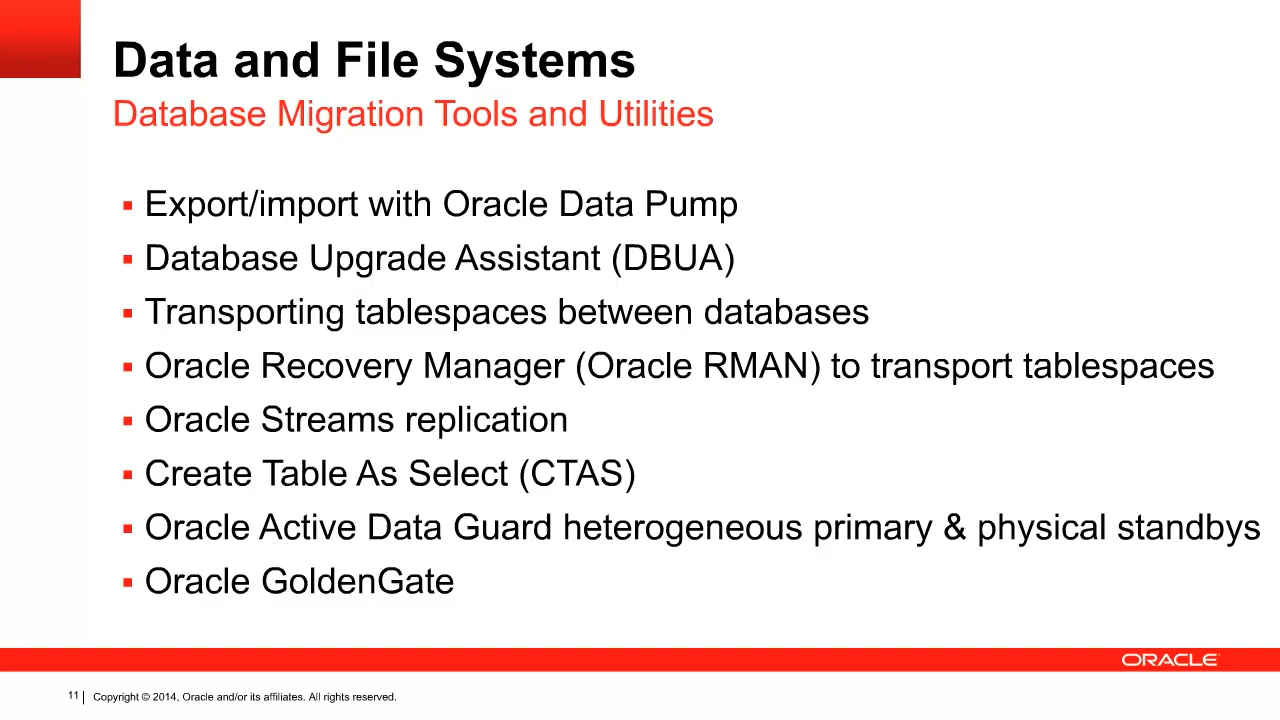 Data and File Systems
Database Migration Tools and Utilities
Export/import with Oracle Data Pump
Database Upgrade Assistant (DBUA)
Transporting tablespaces between databases
Oracle Recovery Manager (Oracle RMAN) to transport tablespaces
Oracle Streams replication
Create Table As Select (CTAS)
Oracle Active Data Guard heterogeneous primary & physical standbys
Oracle GoldenGate
ORACLE
11 | Copyright © 2014, Oracle and/or its affiliates. All rights reserved.